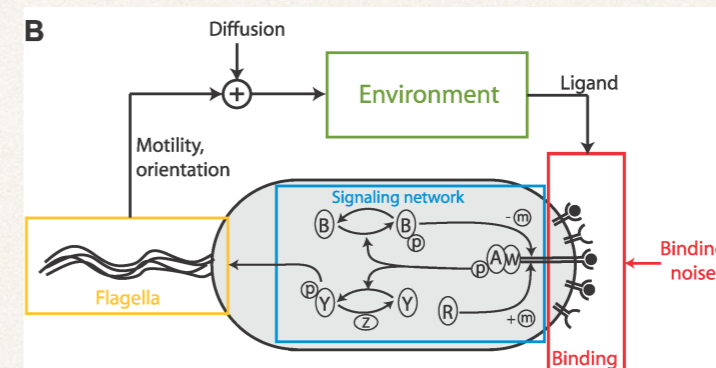 B
Diffusion
+
Environment
Ligand
Motility,
orientation
Signaling network
B
B
p
- m
p
A
W
Binding
noise
Flagella
p
Y
Y
Z
R
+ m
Binding